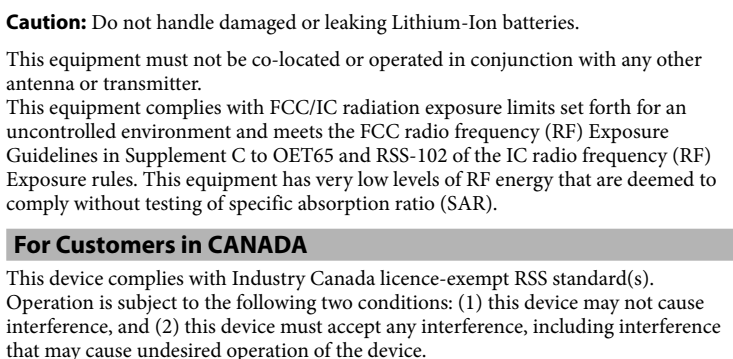 Caution: Do not handle damaged or leaking Lithium-Ion batteries.
This equipment must not be co-located or operated in conjunction with any other
antenna or transmitter.
This equipment complies with FCC/IC radiation exposure limits set forth for an
uncontrolled environment and meets the FCC radio frequency (RF) Exposure
Guidelines in Supplement C to OET65 and RSS-102 of the IC radio frequency (RF)
Exposure rules. This equipment has very low levels of RF energy that are deemed to
comply without testing of specific absorption ratio (SAR).
For Customers in CANADA
This device complies with Industry Canada licence-exempt RSS standard(s).
Operation is subject to the following two conditions: (1) this device may not cause
interference, and (2) this device must accept any interference, including interference
that may cause undesired operation of the device.